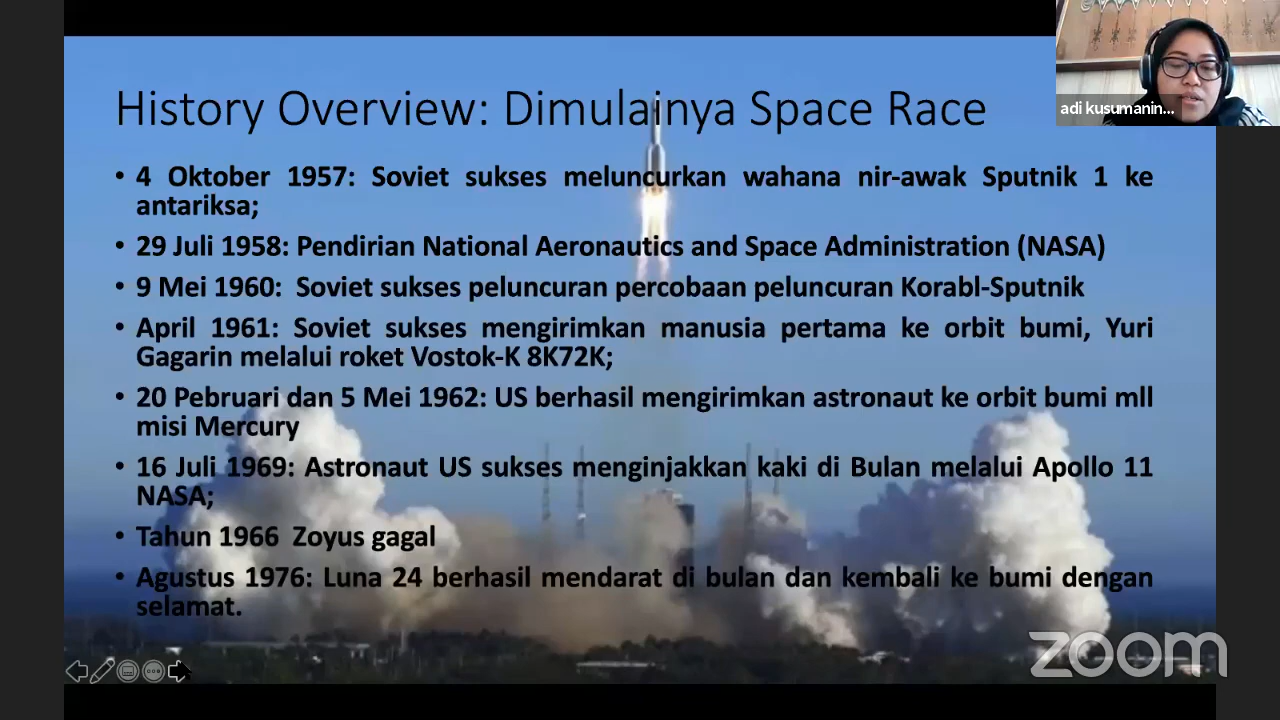 History Overview: Dimulainya Space Race
adi kusumanin...
• 4 Oktober 1957: Soviet sukses meluncurkan wahana nir-awak Sputnik 1 ke
antariksa;
• 29 Juli 1958: Pendirian National Aeronautics and Space Administration (NASA)
• 9 Mei 1960: Soviet sukses peluncuran percobaan peluncuran Korabl-Sputnik
• April 1961: Soviet sukses mengirimkan manusia pertama ke orbit bumi, Yuri
Gagarin melalui roket Vostok-K 8K72K;
• 20 Pebruari dan 5 Mei 1962: US berhasil mengirimkan astronaut ke orbit bumi mll
misi Mercury
• 16 Juli 1969: Astronaut US sukses menginjakkan kaki di Bulan melalui Apollo 11
NASA;
• Tahun 1966 Zoyus gagal
• Agustus 1976: Luna 24 berhasil mendarat di bulan dan kembali ke bumi dengan
selamat.
zoom